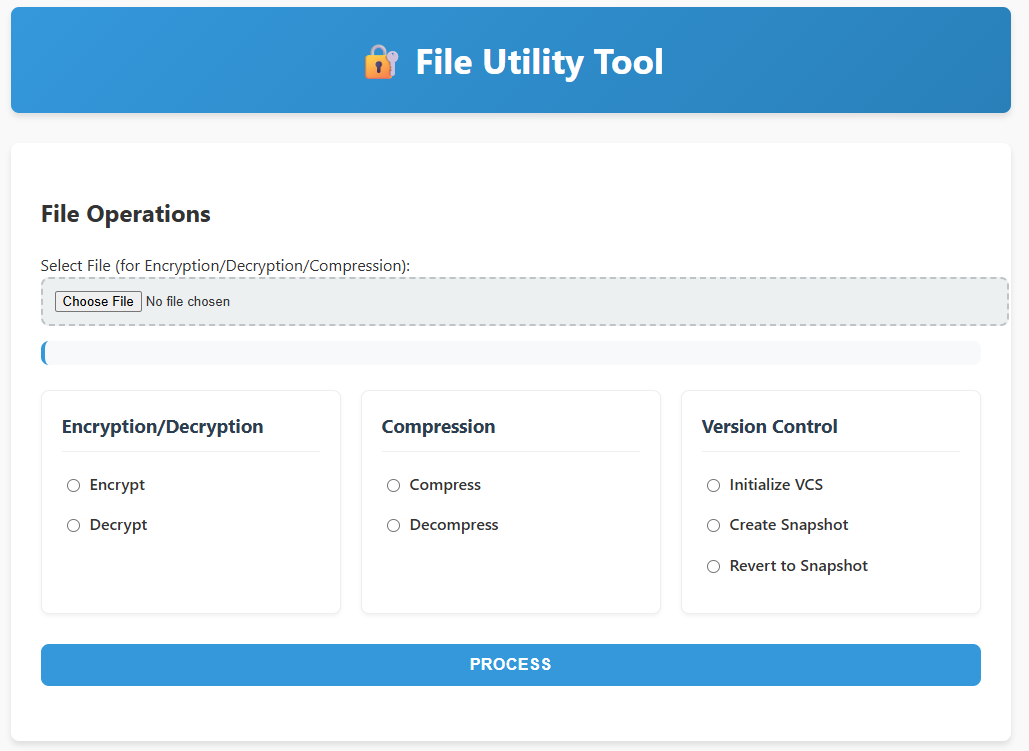 File Utility Tool
File Operations
Select File (for Encryption/Decryption/Compression):
Choose File No file chosen
Encryption/Decryption
Encrypt
Decrypt
Compression
Compress
Decompress
Version Control
Initialize VCS
Create Snapshot
Revert to Snapshot
PROCESS